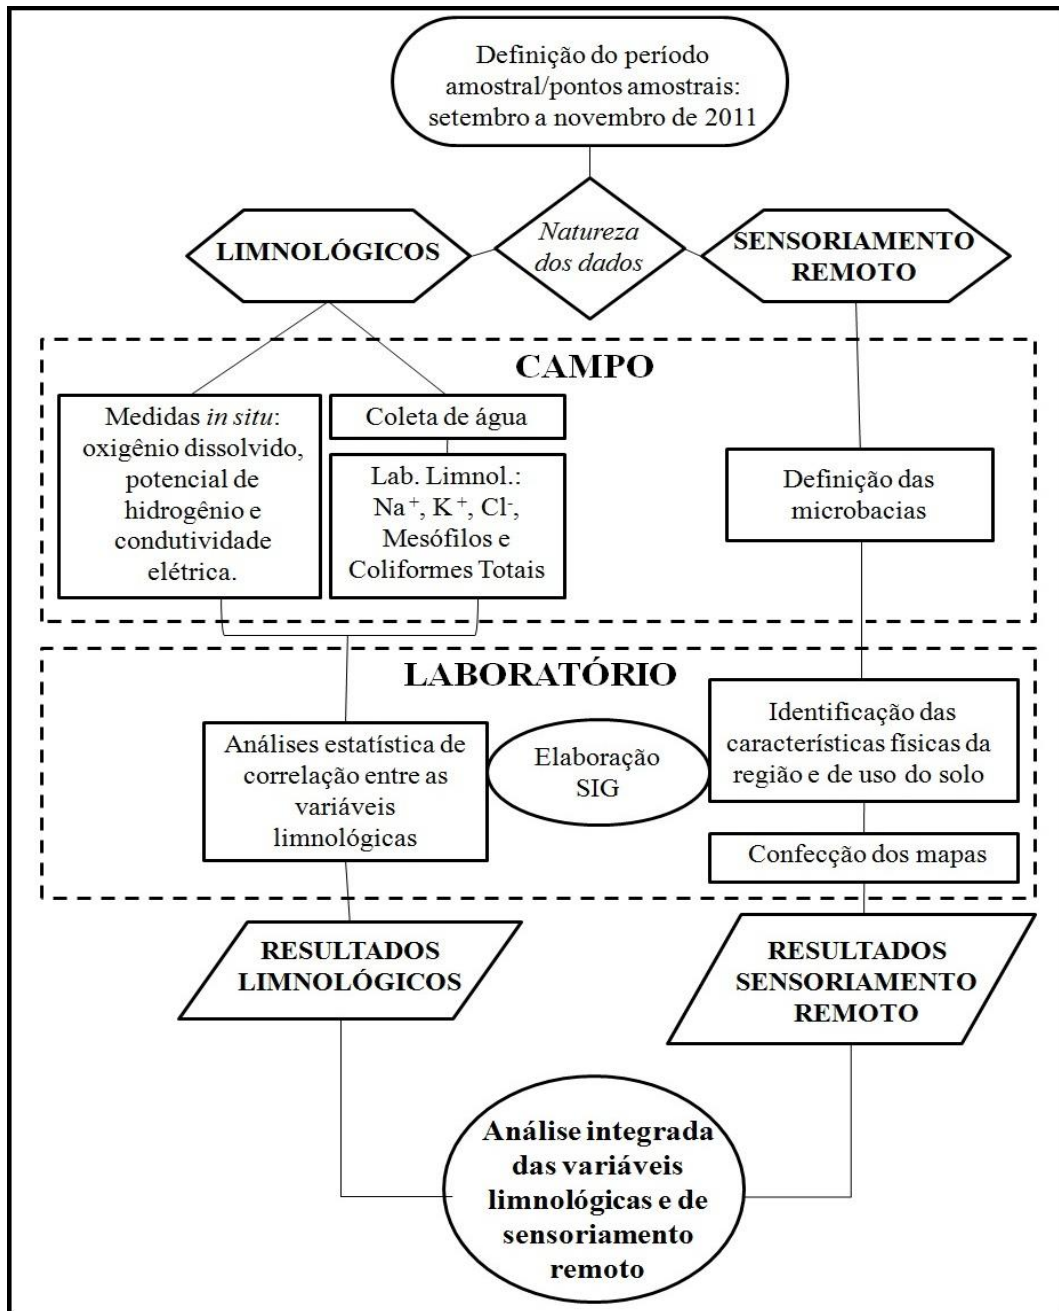 Definição do período
amostral/pontos amostrais:
setembro a novembro de 2011
Natureza
dos dados
LIMNOLÓGICOS
SENSORIAMENTO
REMOTO
CAMPO
Medidas in situ:
oxigênio dissolvido,
potencial de
hidrogênio e
condutividade
elétrica.
Coleta de água
Lab. Limnol.:
Na⁺, K⁺, Cl⁻,
Mesófilos e
Coliformes Totais
Definição das
microbacias
LABORATÓRIO
Análises estatística de
correlação entre as
variáveis
limnológicas
Elaboração
SIG
Identificação das
características físicas da
região e de uso do solo
Confecção dos mapas
RESULTADOS
LIMNOLÓGICOS
RESULTADOS
SENSORIAMENTO
REMOTO
Análise integrada
das variáveis
limnológicas e de
sensoriamento
remoto